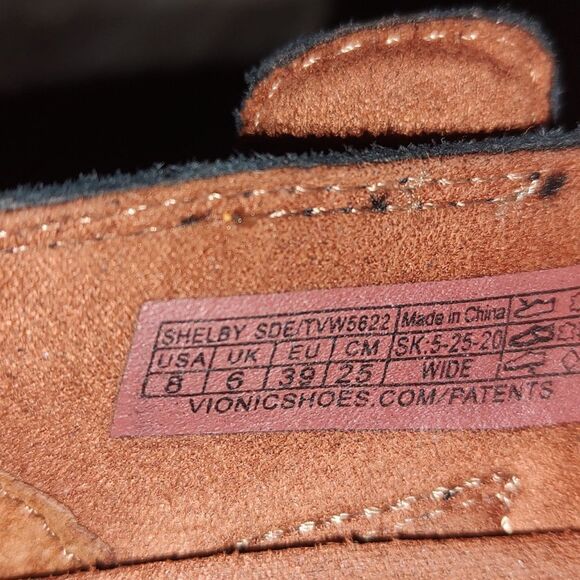 SHELBY SDE/TVW5622 Made in China
USA UK EU CM SK:5-25-20
8 6 39 25 WIDE
VIONICSHOES.COM/PATENTS